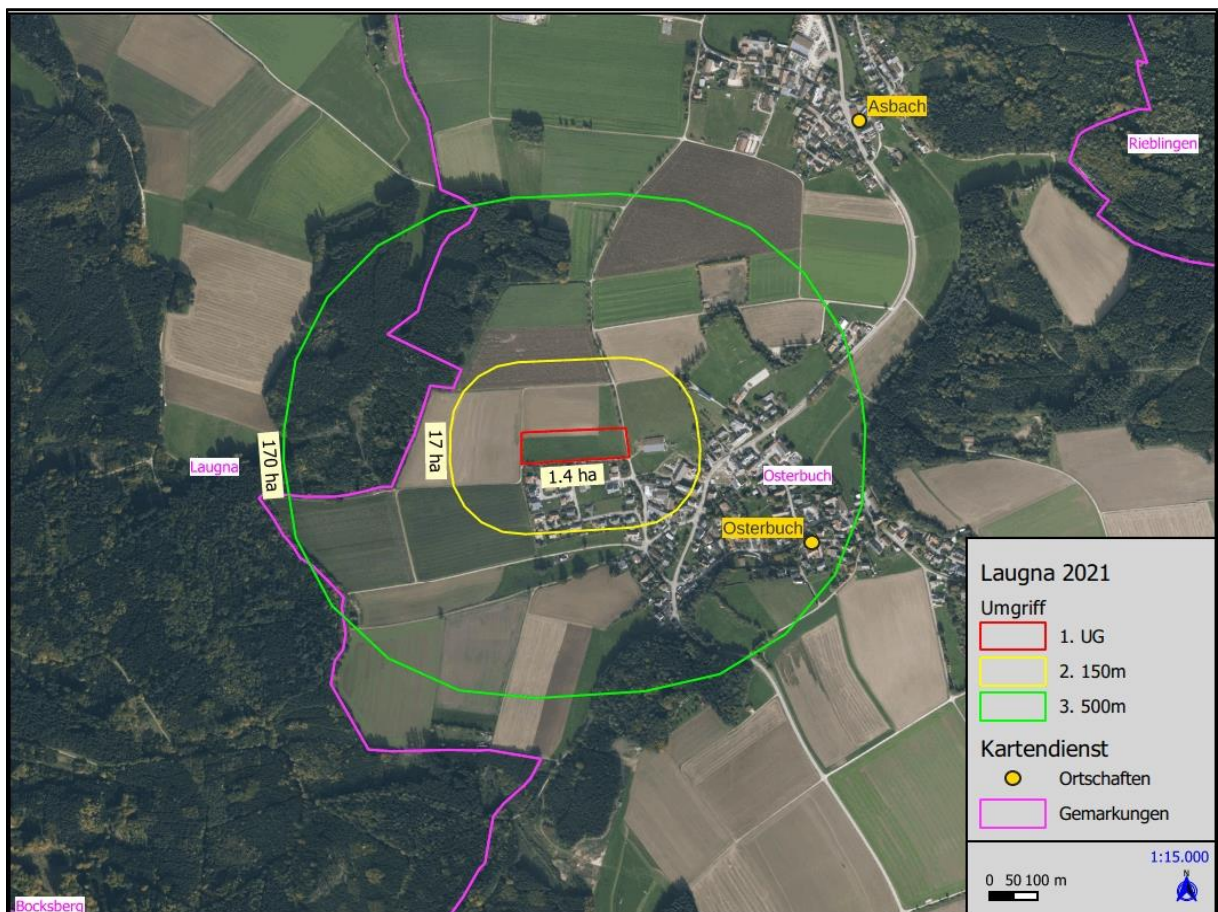 Asbach
Rieblingen
170 ha
Laugna
17 ha
1.4 ha
Osterbuch
Osterbuch
Laugna 2021
Umgriff
1. UG
2. 150m
3. 500m
Kartendienst
Ortschaften
Gemarkungen
1:15.000
N
0 50 100 m
Bocksberg